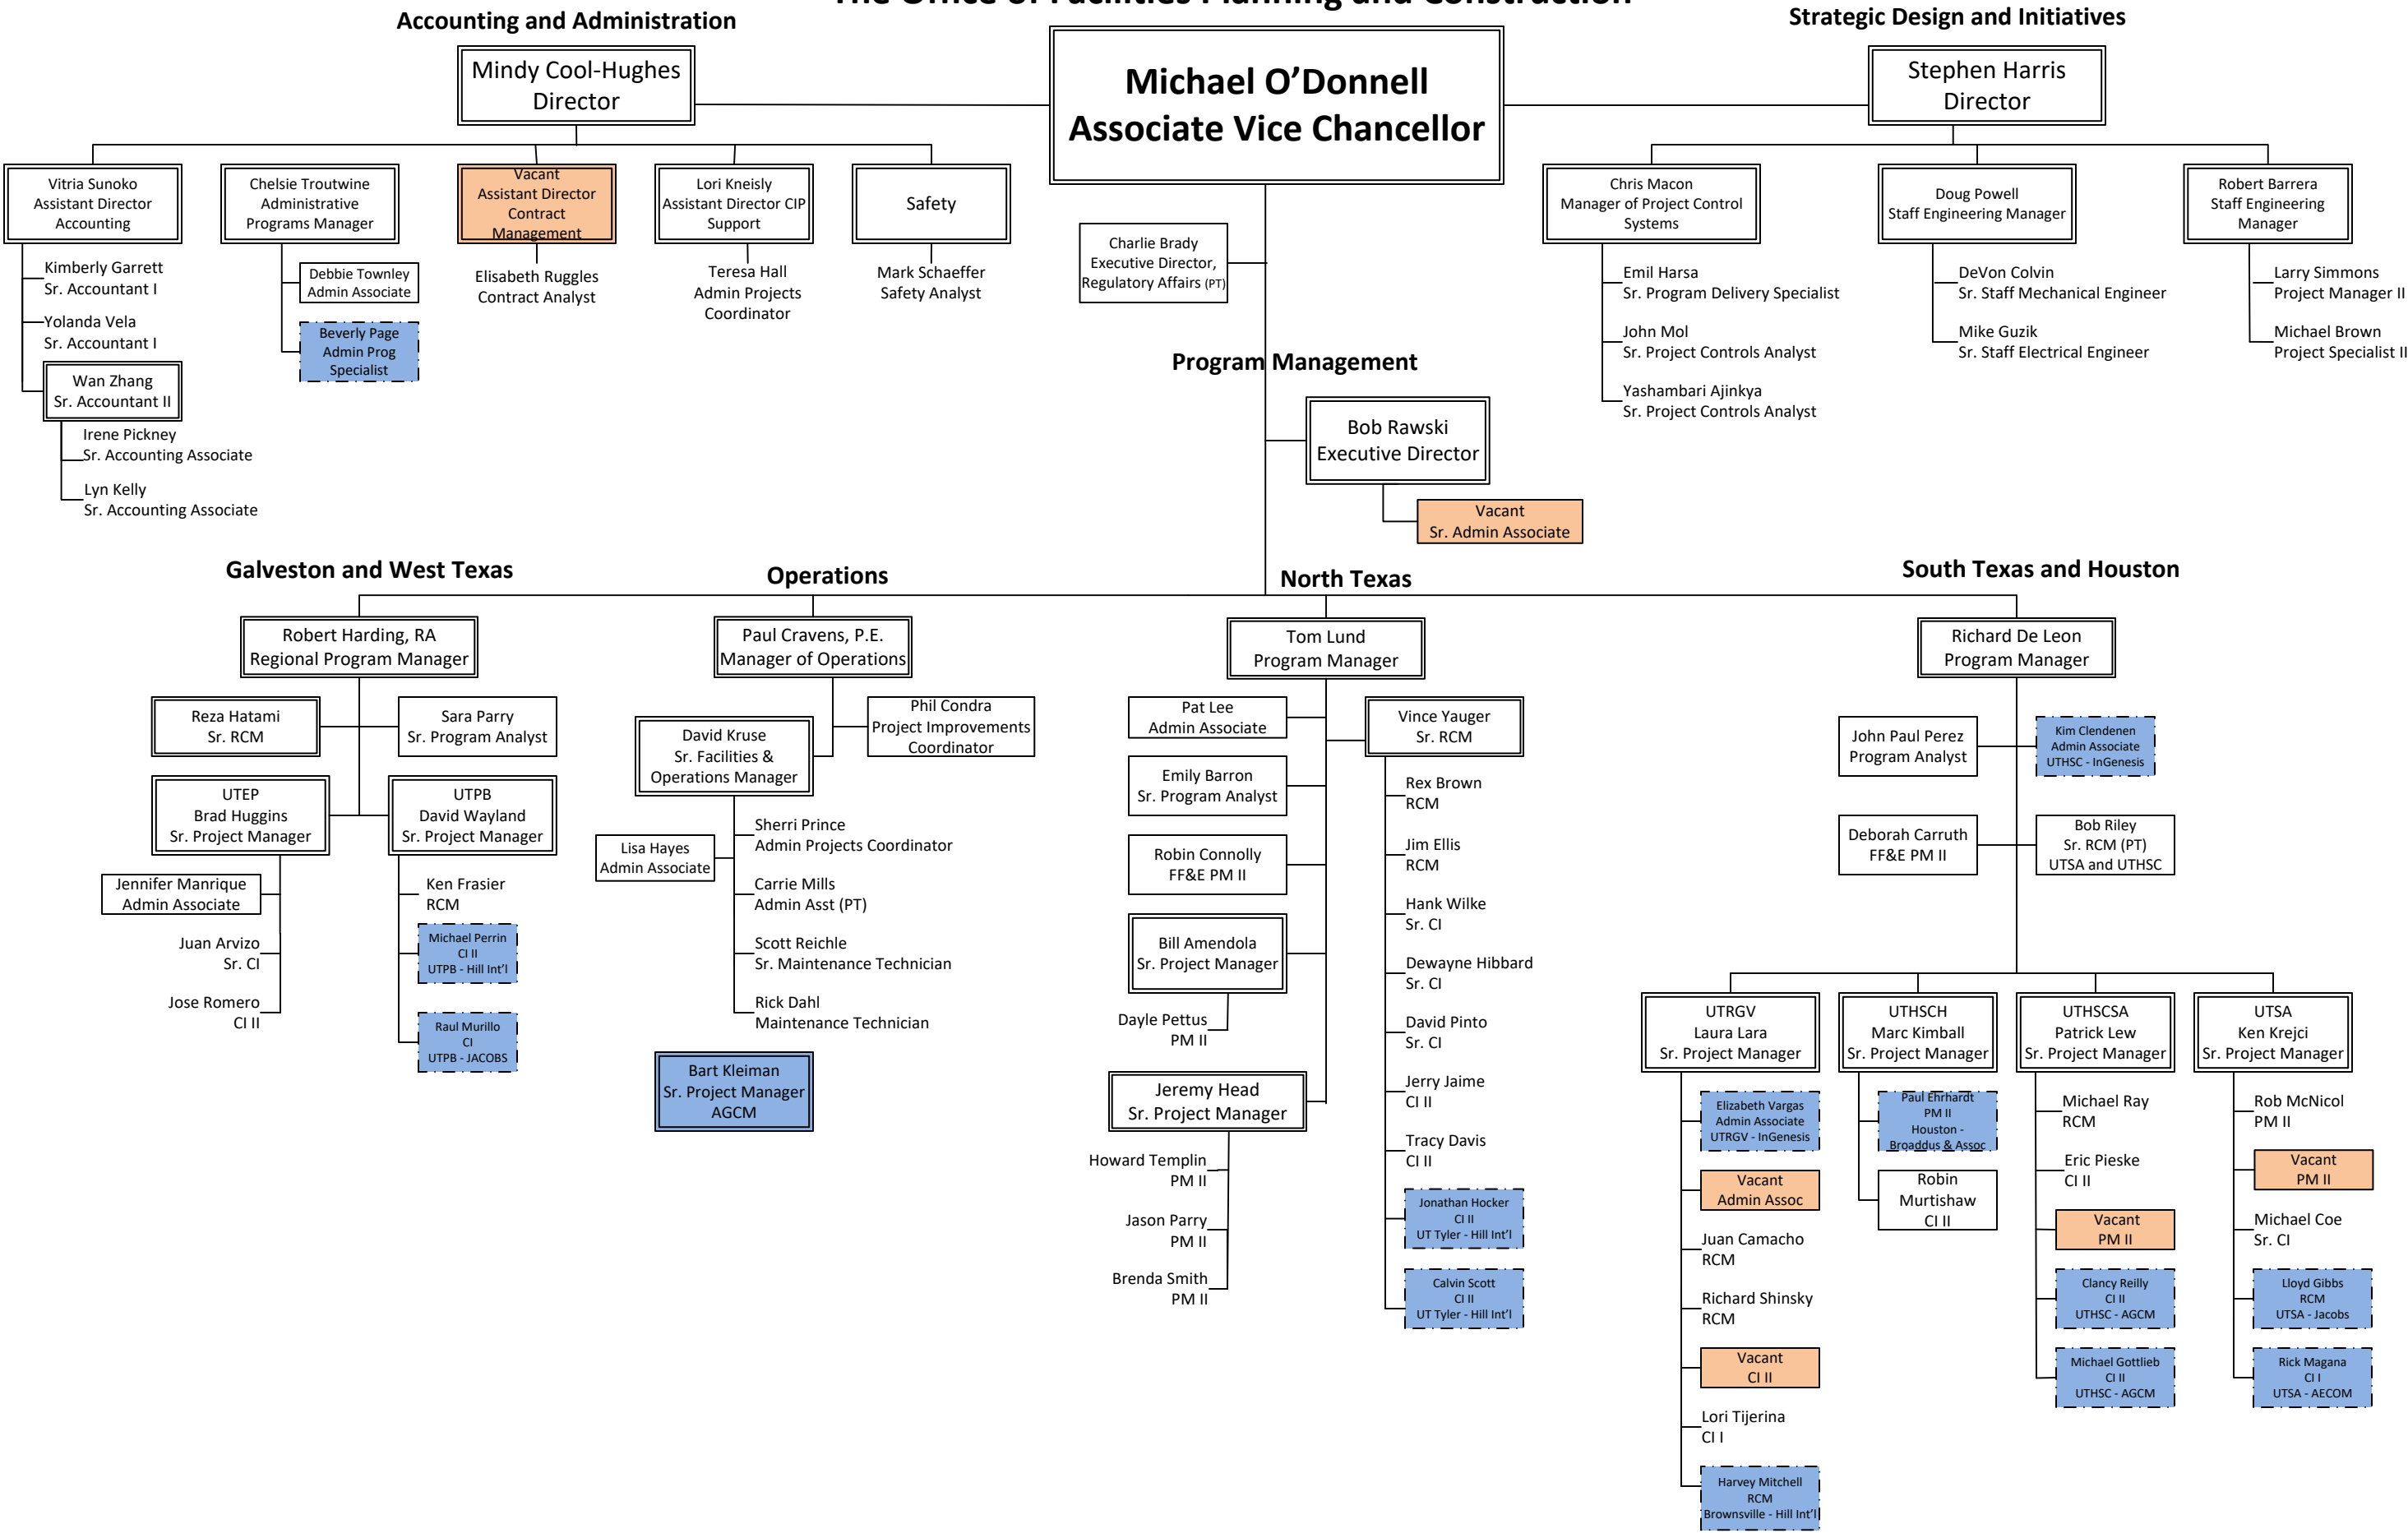 The Office of Facilities Planning and Construction
Accounting and Administration
Strategic Design and Initiatives
Mindy Cool-Hughes
Director
Michael O’Donnell
Associate Vice Chancellor
Stephen Harris
Director
Vitria Sunoko
Assistant Director
Accounting
Chelsie Troutwine
Administrative
Programs Manager
Vacant
Assistant Director
Contract
Management
Lori Kneisly
Assistant Director CIP
Support
Safety
Kimberly Garrett
Sr. Accountant I
Yolanda Vela
Sr. Accountant I
Wan Zhang
Sr. Accountant II
Irene Pickney
Sr. Accounting Associate
Lyn Kelly
Sr. Accounting Associate
Debbie Townley
Admin Associate
Beverly Page
Admin Prog
Specialist
Elisabeth Ruggles
Contract Analyst
Teresa Hall
Admin Projects
Coordinator
Mark Schaeffer
Safety Analyst
Charlie Brady
Executive Director,
Regulatory Affairs (PT)
Chris Macon
Manager of Project Control
Systems
Doug Powell
Staff Engineering Manager
Robert Barrera
Staff Engineering
Manager
Emil Harsa
Sr. Program Delivery Specialist
John Mol
Sr. Project Controls Analyst
Yashambari Ajinkya
Sr. Project Controls Analyst
DeVon Colvin
Sr. Staff Mechanical Engineer
Mike Guzik
Sr. Staff Electrical Engineer
Larry Simmons
Project Manager II
Michael Brown
Project Specialist II
Program Management
Bob Rawski
Executive Director
Vacant
Sr. Admin Associate
Galveston and West Texas
Operations
North Texas
South Texas and Houston
Robert Harding, RA
Regional Program Manager
Reza Hatami
Sr. RCM
Sara Parry
Sr. Program Analyst
UTEP
Brad Huggins
Sr. Project Manager
UTPB
David Wayland
Sr. Project Manager
Jennifer Manrique
Admin Associate
Juan Arvizo
Sr. CI
Jose Romero
CI II
Ken Frasier
RCM
Michael Perrin
CI II
UTPB - Hill Int’l
Raul Murillo
CI
UTPB - JACOBS
Paul Cravens, P.E.
Manager of Operations
Phil Condra
Project Improvements
Coordinator
David Kruse
Sr. Facilities &
Operations Manager
Sherri Prince
Admin Projects Coordinator
Lisa Hayes
Admin Associate
Carrie Mills
Admin Asst (PT)
Scott Reichle
Sr. Maintenance Technician
Rick Dahl
Maintenance Technician
Bart Kleiman
Sr. Project Manager
AGCM
Tom Lund
Program Manager
Pat Lee
Admin Associate
Emily Barron
Sr. Program Analyst
Robin Connolly
FF&E PM II
Bill Amendola
Sr. Project Manager
Dayle Pettus
PM II
Jeremy Head
Sr. Project Manager
Howard Templin
PM II
Jason Parry
PM II
Brenda Smith
PM II
Vince Yauger
Sr. RCM
Rex Brown
RCM
Jim Ellis
RCM
Hank Wilke
Sr. CI
Dewayne Hibbard
Sr. CI
David Pinto
Sr. CI
Jerry Jaime
CI II
Tracy Davis
CI II
Jonathan Hocker
CI II
UT Tyler - Hill Int’l
Calvin Scott
CI II
UT Tyler - Hill Int’l
Richard De Leon
Program Manager
John Paul Perez
Program Analyst
Kim Clendenen
Admin Associate
UTHSC - InGenesis
Deborah Carruth
FF&E PM II
Bob Riley
Sr. RCM (PT)
UTSA and UTHSC
UTRGV
Laura Lara
Sr. Project Manager
UTHSCH
Marc Kimball
Sr. Project Manager
UTHSCSA
Patrick Lew
Sr. Project Manager
UTSA
Ken Krejci
Sr. Project Manager
Elizabeth Vargas
Admin Associate
UTRGV - InGenesis
Vacant
Admin Assoc
Juan Camacho
RCM
Richard Shinsky
RCM
Vacant
CI II
Lori Tijerina
CI I
Harvey Mitchell
RCM
Brownsville - Hill Int’l
Paul Ehrhardt
PM II
Houston -
Broaddus & Assoc
Robin
Murtishaw
CI II
Michael Ray
RCM
Eric Pieske
CI II
Vacant
PM II
Clancy Reilly
CI II
UTHSC - AGCM
Michael Gottlieb
CI II
UTHSC - AGCM
Rob McNicol
PM II
Vacant
PM II
Michael Coe
Sr. CI
Lloyd Gibbs
RCM
UTSA - Jacobs
Rick Magana
CI I
UTSA - AECOM